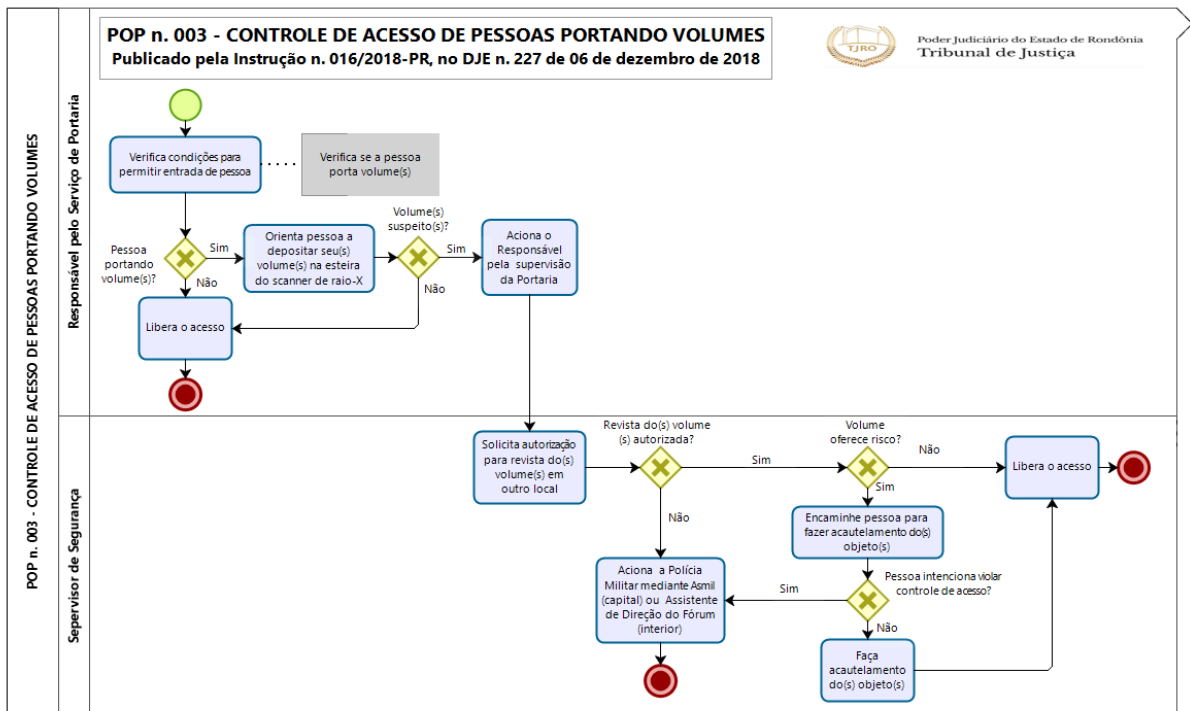 POP n. 003 - CONTROLE DE ACESSO DE PESSOAS PORTANDO VOLUMES
Publicado pela Instrução n. 016/2018-PR, no DJE n. 227 de 06 de dezembro de 2018
TJRO
Poder Judiciário do Estado de Rondônia
Tribunal de Justiça
POP n. 003 - CONTROLE DE ACESSO DE PESSOAS PORTANDO VOLUMES
Responsável pelo Serviço de Portaria
Verifica condições para
permitir entrada de pessoa
Verifica se a pessoa
porta volume(s)
Pessoa
portando
volume(s)?
Sim
Não
Orienta pessoa a
depositar seu(s)
volume(s) na esteira
do scanner de raio-X
Volume(s)
suspeito(s)?
Sim
Não
Aciona o
Responsável
pela supervisão
da Portaria
Libera o acesso
Sepervisor de Segurança
Solicita autorização
para revista do(s)
volume(s) em
outro local
Revista do(s) volume
(s) autorizada?
Sim
Não
Volume
oferece risco?
Não
Sim
Libera o acesso
Encaminhe pessoa para
fazer acautelamento do(s)
objeto(s)
Aciona a Polícia
Militar mediante Asmil
(capital) ou Assistente
de Direção do Fórum
(interior)
Pessoa intenciona violar
controle de acesso?
Sim
Não
Faça
acautelamento
do(s) objeto(s)